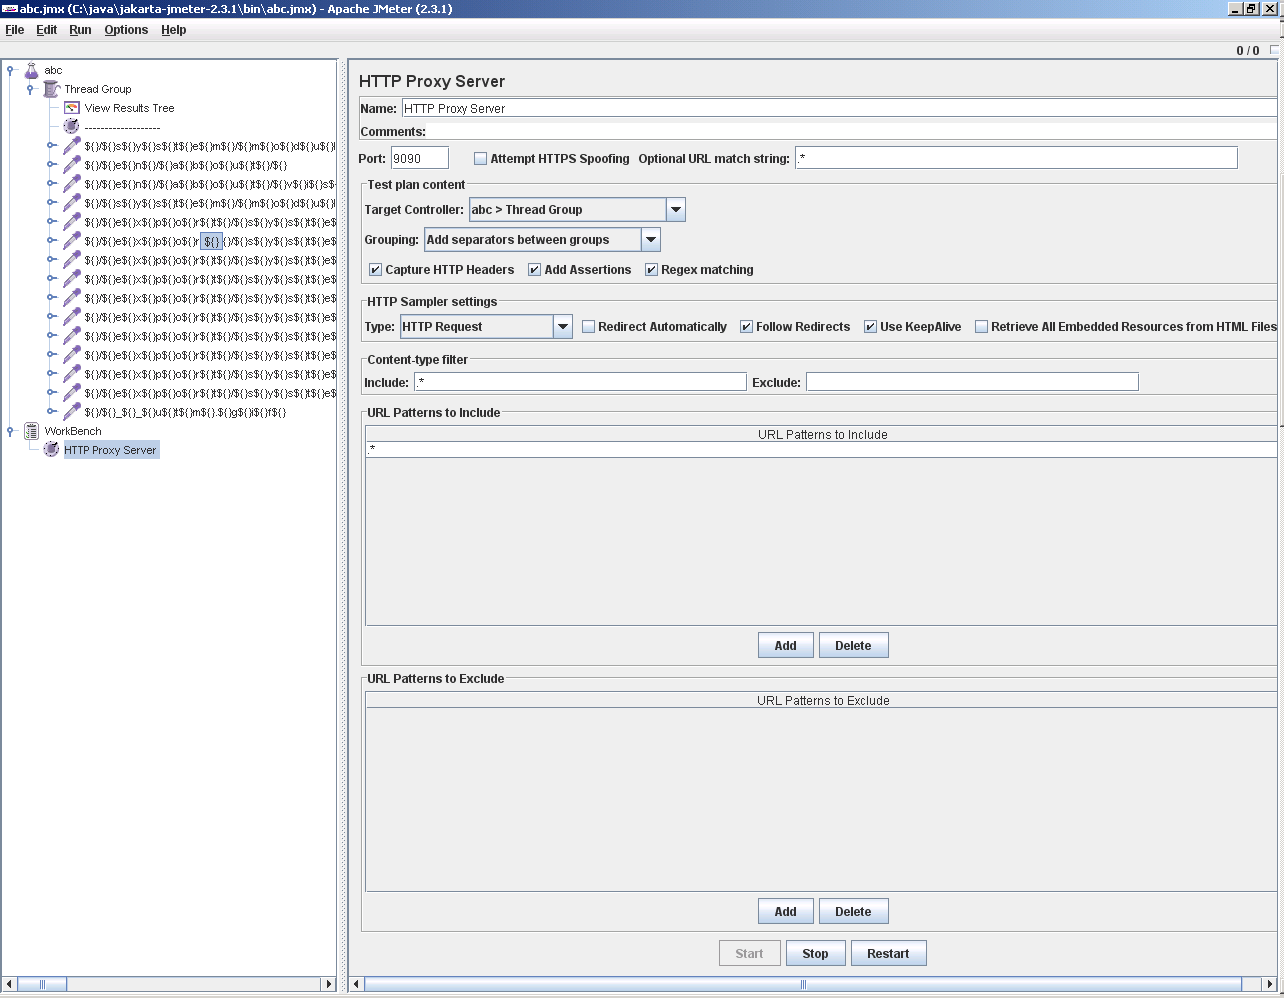 abc.jmx (C:\java\jakarta-jmeter-2.3.1\bin\abc.jmx) - Apache JMeter (2.3.1)
File Edit Run Options Help
0 / 0
abc
Thread Group
View Results Tree
-------------------
${}/${}s${}y${}s${}t${}e${}m${}/${}m${}o${}d${}u${}l
${}/${}e${}n${}/${}a${}b${}o${}u${}t${}/${}
${}/${}e${}n${}/${}a${}b${}o${}u${}t${}/${}v${}i${}s${
${}/${}s${}y${}s${}t${}e${}m${}/${}m${}o${}d${}u${}l
${}/${}e${}x${}p${}o${}r${}t${}/${}s${}y${}s${}t${}e$
${}/${}e${}x${}p${}o${}r ${} {}/${}s${}y${}s${}t${}e$
${}/${}e${}x${}p${}o${}r${}t${}/${}s${}y${}s${}t${}e$
${}/${}e${}x${}p${}o${}r${}t${}/${}s${}y${}s${}t${}e$
${}/${}e${}x${}p${}o${}r${}t${}/${}s${}y${}s${}t${}e$
${}/${}e${}x${}p${}o${}r${}t${}/${}s${}y${}s${}t${}e$
${}/${}e${}x${}p${}o${}r${}t${}/${}s${}y${}s${}t${}e$
${}/${}e${}x${}p${}o${}r${}t${}/${}s${}y${}s${}t${}e$
${}/${}e${}x${}p${}o${}r${}t${}/${}s${}y${}s${}t${}e$
${}/${}e${}x${}p${}o${}r${}t${}/${}s${}y${}s${}t${}e$
${}/${}_${}_${}u${}t${}m${}.${}g${}i${}f${}
WorkBench
HTTP Proxy Server
HTTP Proxy Server
Name: HTTP Proxy Server
Comments:
Port: 9090 Attempt HTTPS Spoofing Optional URL match string: .*
Test plan content
Target Controller: abc > Thread Group
Grouping: Add separators between groups
Capture HTTP Headers Add Assertions Regex matching
HTTP Sampler settings
Type: HTTP Request Redirect Automatically Follow Redirects Use KeepAlive Retrieve All Embedded Resources from HTML Files
Content-type filter
Include: .* Exclude:
URL Patterns to Include
URL Patterns to Include
.*
Add Delete
URL Patterns to Exclude
URL Patterns to Exclude
Add Delete
Start Stop Restart